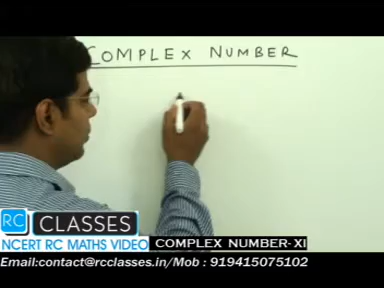 COMPLEX NUMBER
RC CLASSES
NCERT RC MATHS VIDEO COMPLEX NUMBER-XI
Email:contact@rcclasses.in/Mob : 919415075102